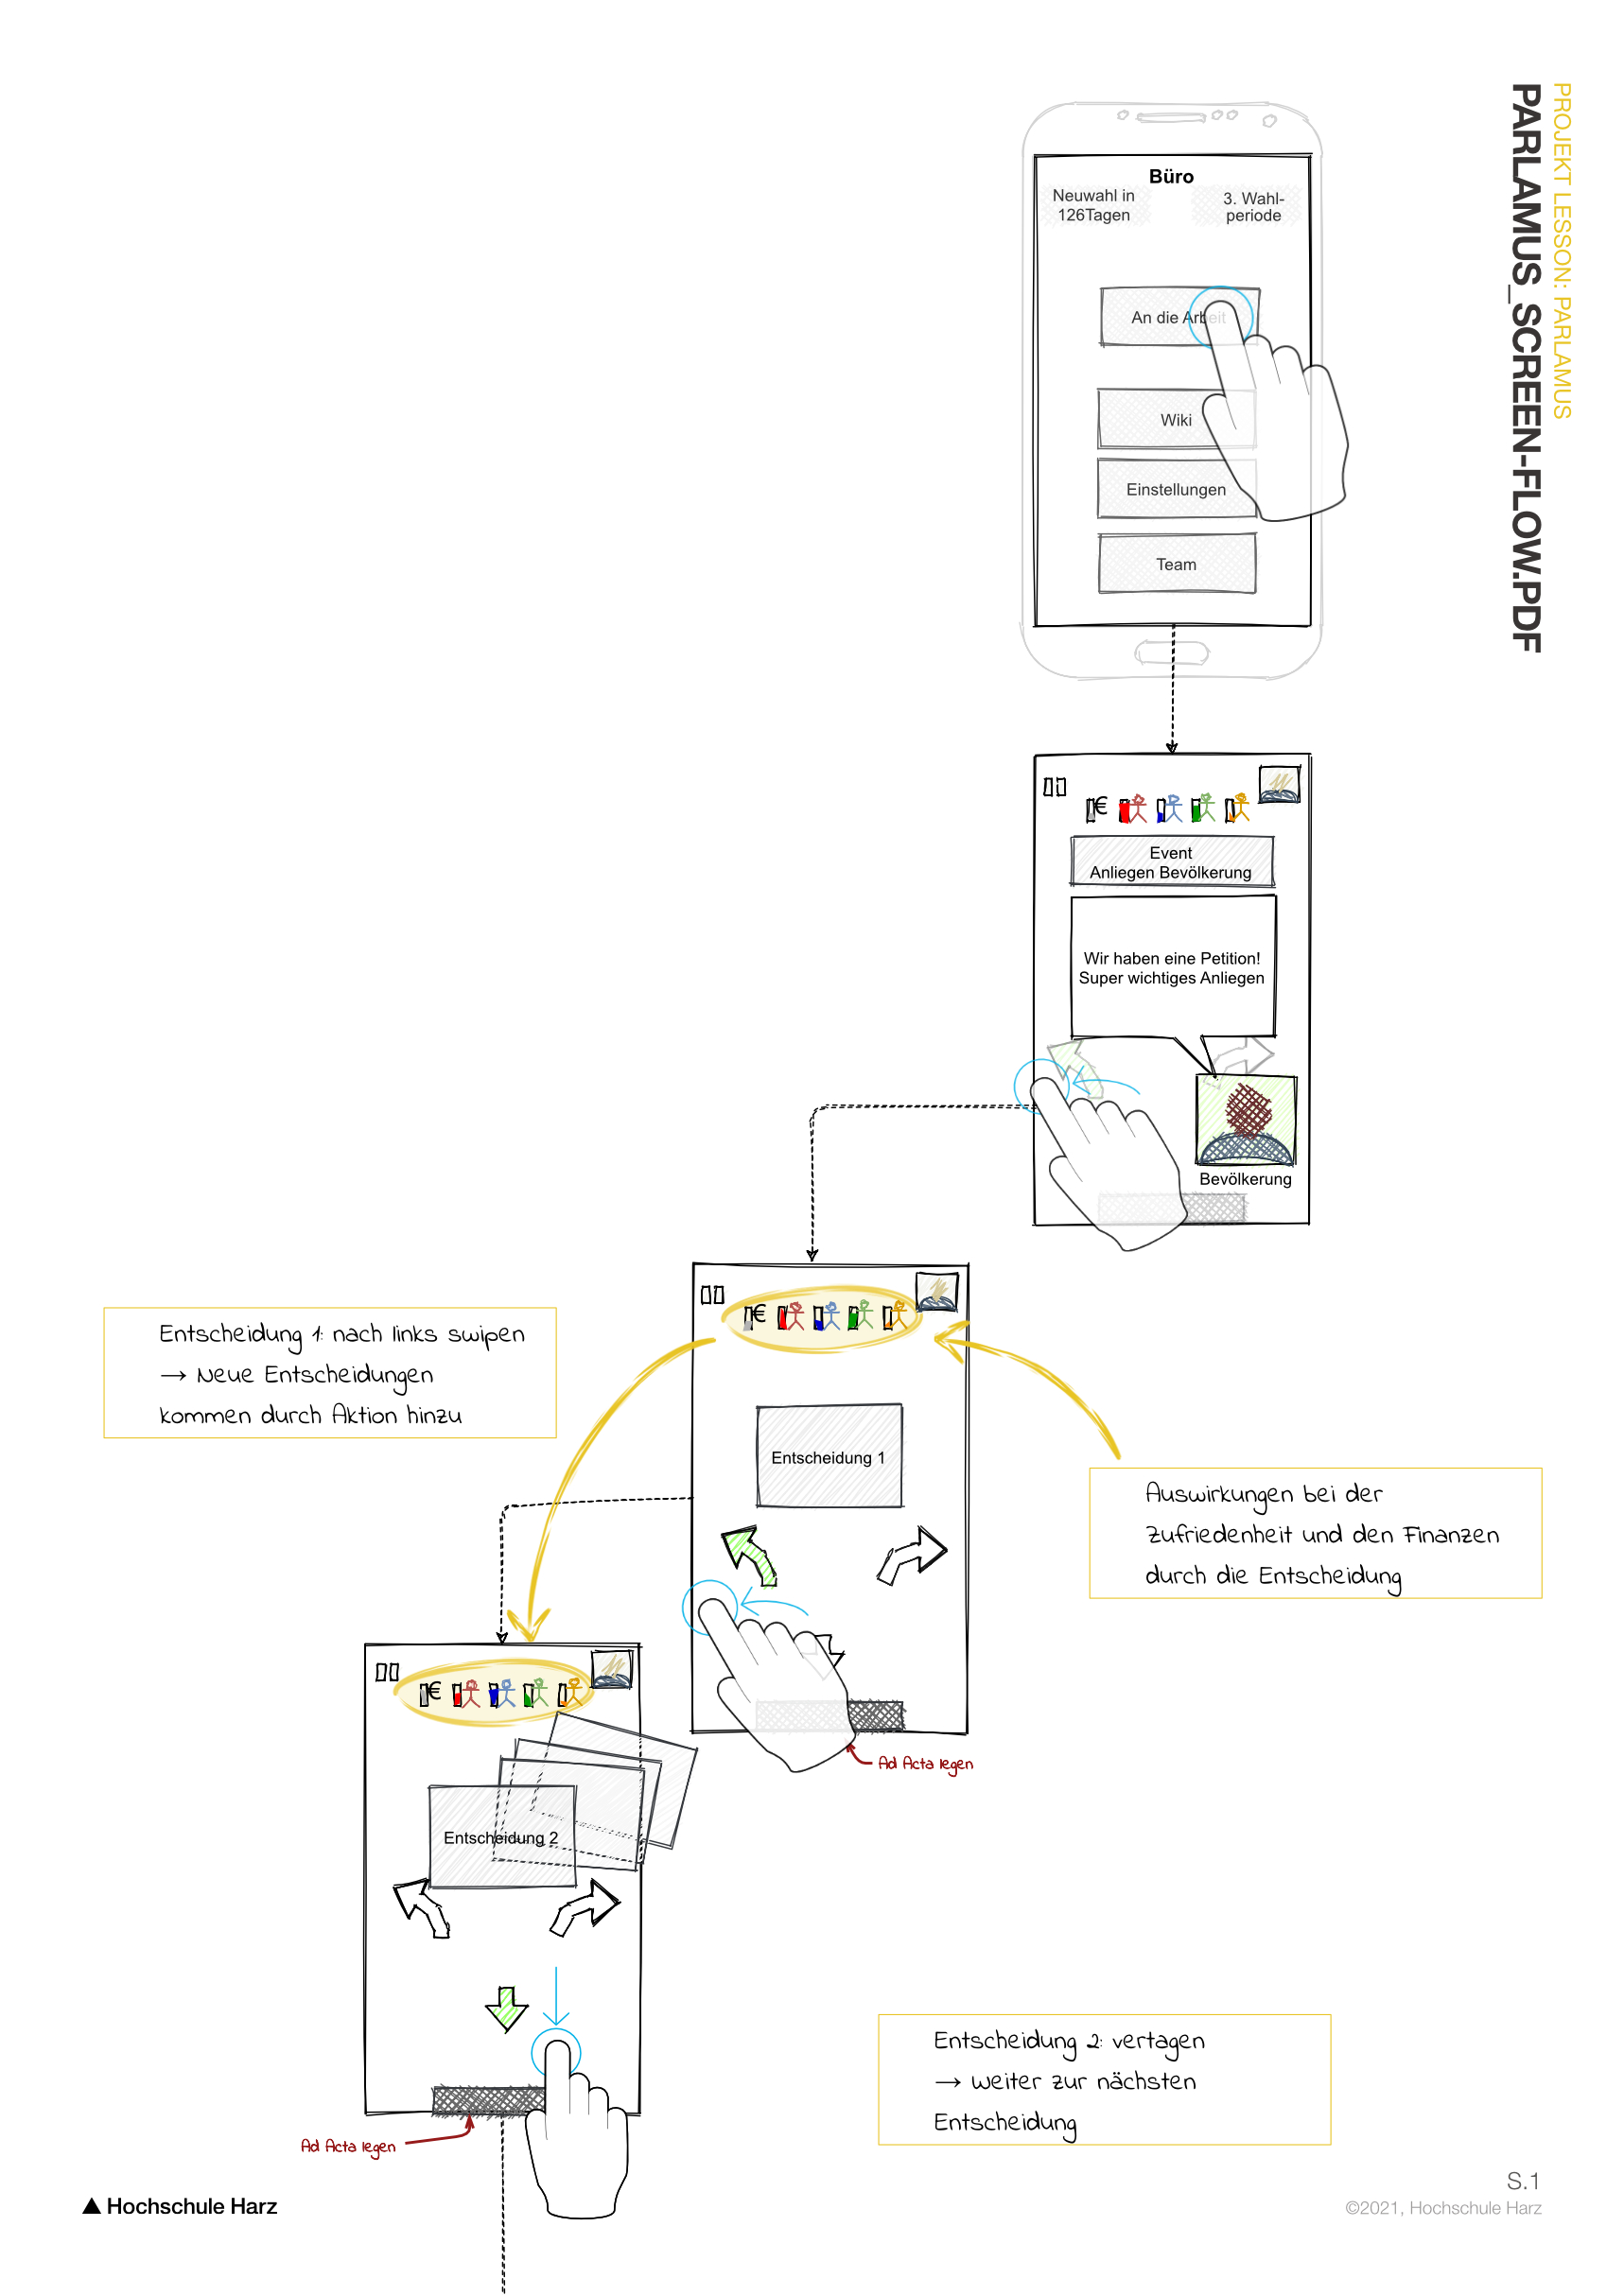 PROJEKT LESSON: PARLAMUS
PARLAMUS_SCREEN-FLOW.PDF
Büro
Neuwahl in
126Tagen
3. Wahl-
periode
An die Arbeit
Wiki
Einstellungen
Team
€
Event
Anliegen Bevölkerung
Wir haben eine Petition!
Super wichtiges Anliegen
Bevölkerung
€
Entscheidung 1: nach links swipen
→ Neue Entscheidungen
kommen durch Aktion hinzu
Entscheidung 1
Auswirkungen bei der
Zufriedenheit und den Finanzen
durch die Entscheidung
Ad Acta legen
€
Entscheidung 2
Entscheidung 2: vertagen
→ weiter zur nächsten
Entscheidung
Ad Acta legen
S.1
Hochschule Harz
©2021, Hochschule Harz